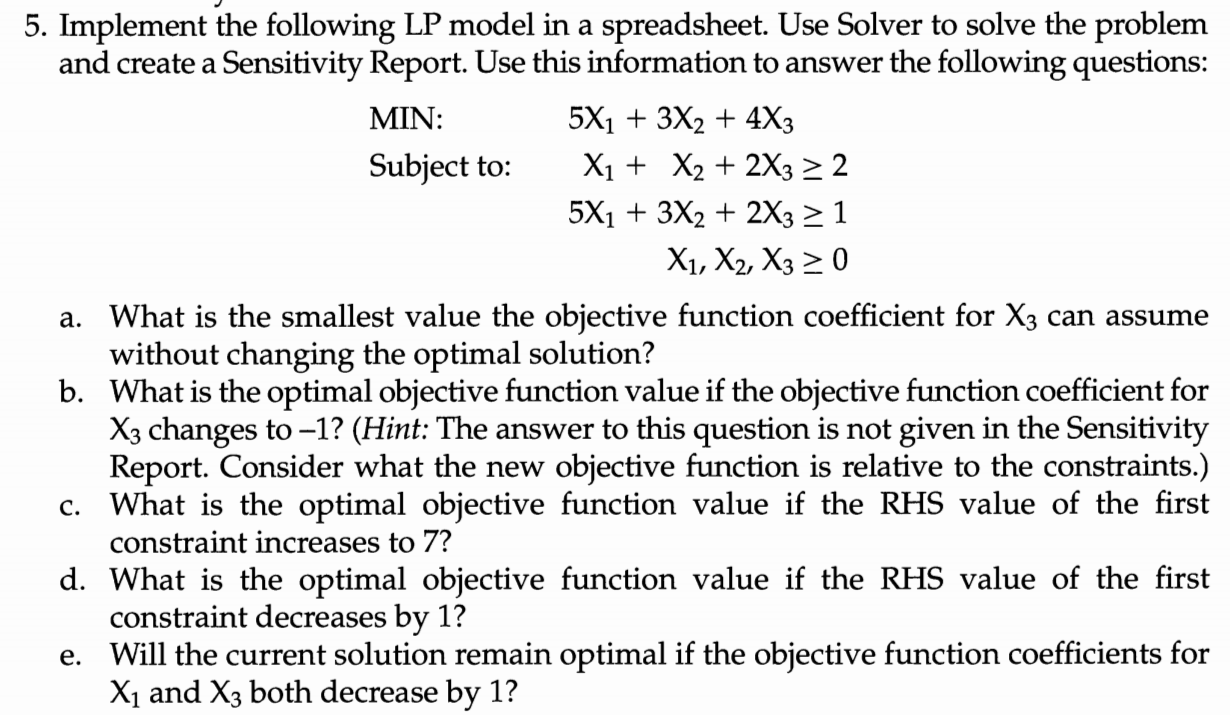 5. Implement the following LP model in a spreadsheet. Use Solver to solve the problem
and create a Sensitivity Report. Use this information to answer the following questions:
MIN: 5X₁ + 3X₂ + 4X₃
Subject to: X₁ + X₂ + 2X₃ ≥ 2
5X₁ + 3X₂ + 2X₃ ≥ 1
X₁, X₂, X₃ ≥ 0
a. What is the smallest value the objective function coefficient for X₃ can assume
without changing the optimal solution?
b. What is the optimal objective function value if the objective function coefficient for
X₃ changes to –1? (Hint: The answer to this question is not given in the Sensitivity
Report. Consider what the new objective function is relative to the constraints.)
c. What is the optimal objective function value if the RHS value of the first
constraint increases to 7?
d. What is the optimal objective function value if the RHS value of the first
constraint decreases by 1?
e. Will the current solution remain optimal if the objective function coefficients for
X₁ and X₃ both decrease by 1?